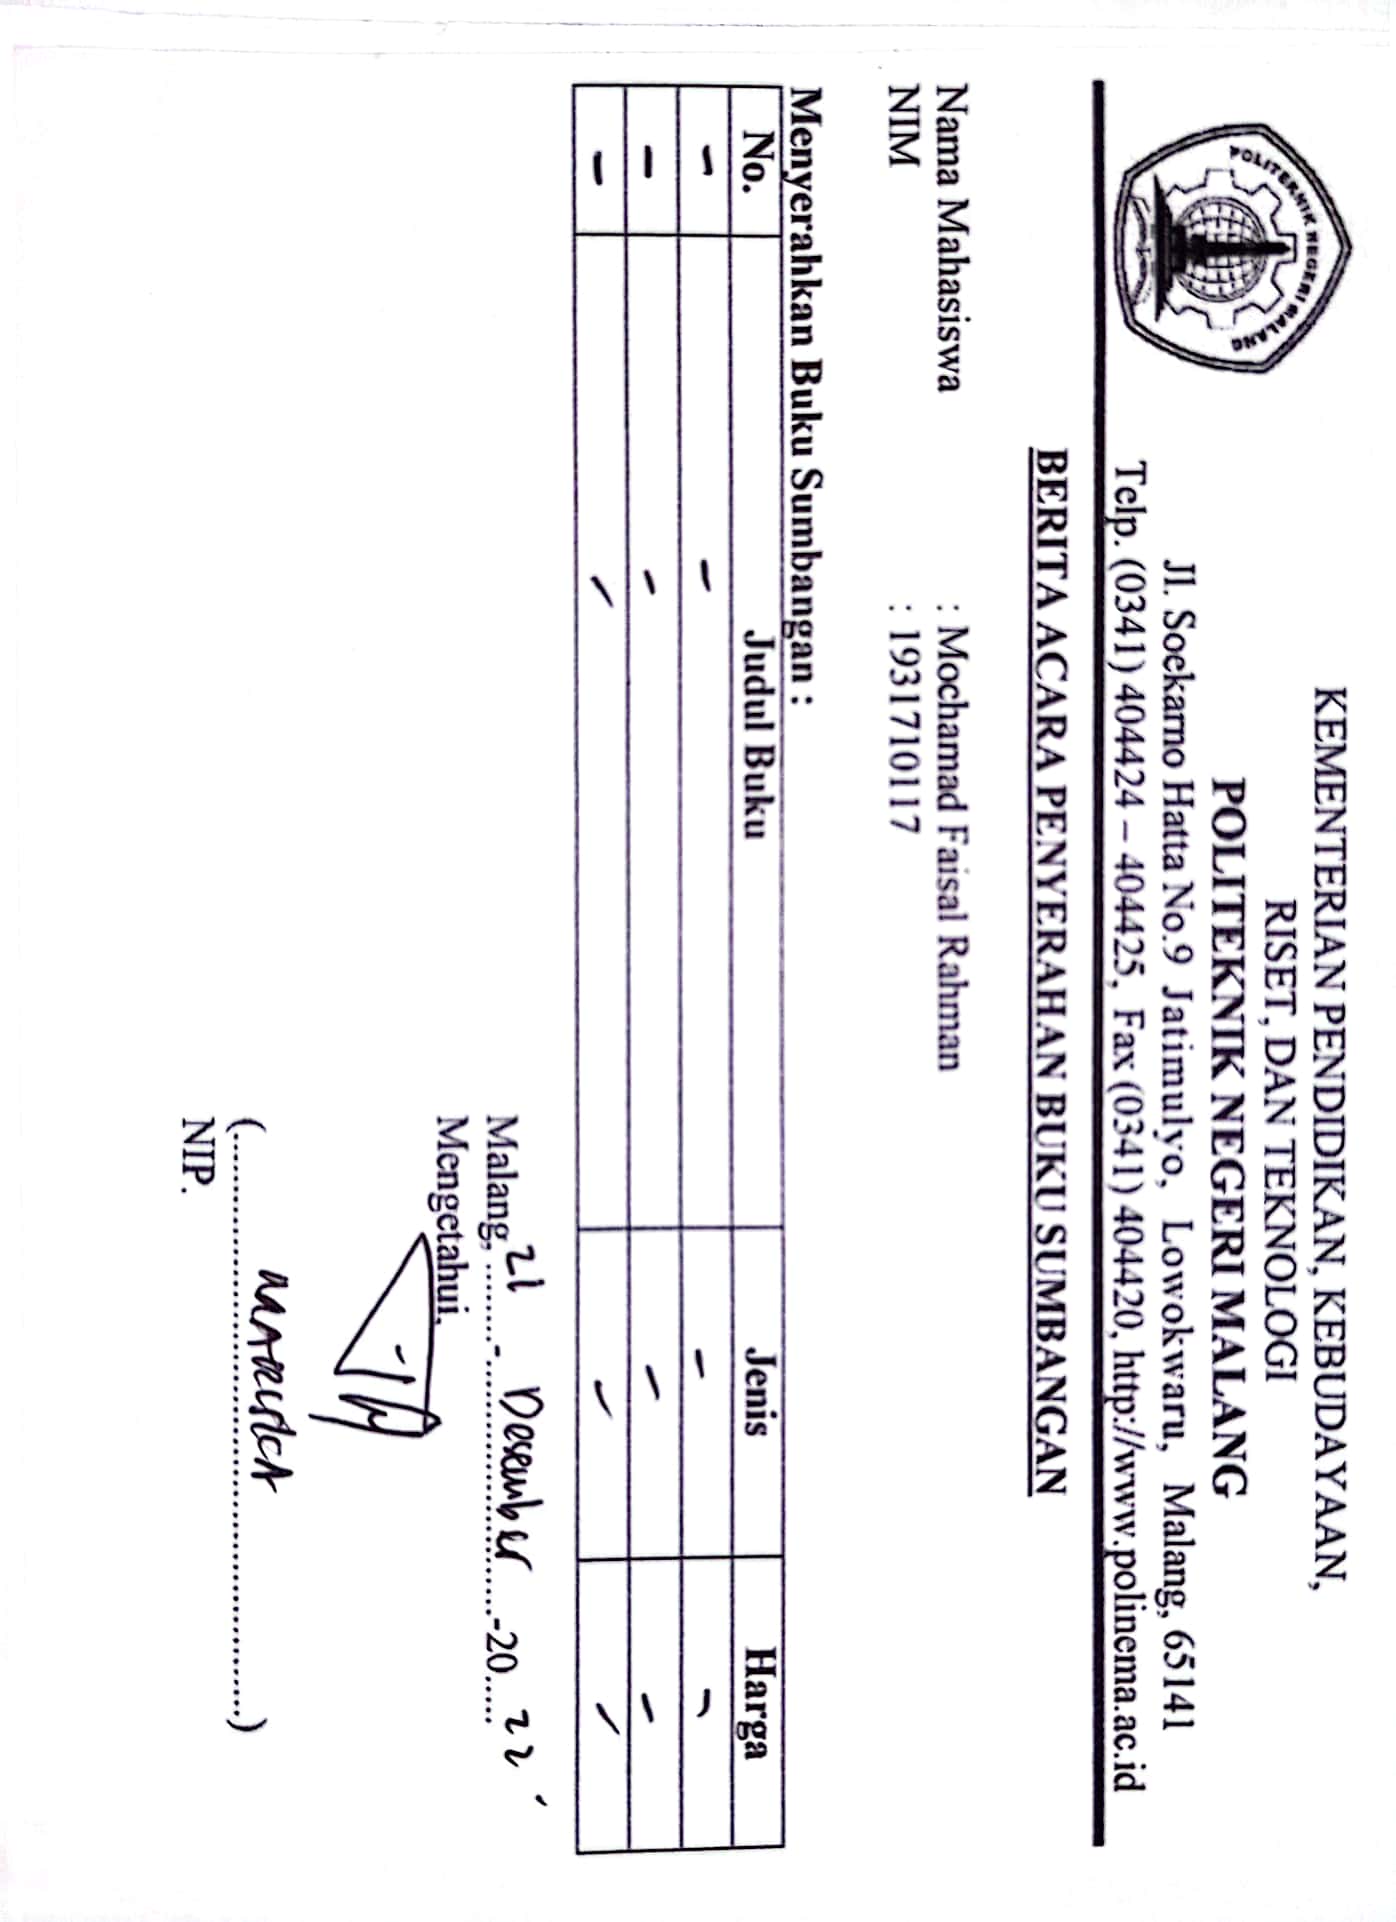 POLITEKNIK NEGERI MALANG
KEMENTERIAN PENDIDIKAN, KEBUDAYAAN,
RISET, DAN TEKNOLOGI
POLITEKNIK NEGERI MALANG
Jl. Soekarno Hatta No.9 Jatimulyo, Lowokwaru, Malang, 65141
Telp. (0341) 404424 – 404425, Fax (0341) 404420, http://www.polinema.ac.id
BERITA ACARA PENYERAHAN BUKU SUMBANGAN
Nama Mahasiswa : Mochamad Faisal Rahman
NIM : 1931710117
Menyerahkan Buku Sumbangan :
No. Judul Buku Jenis Harga
- - - -
- - - -
- - - -
Malang, 21 - Desember -20 22
Mengetahui,
(..................................................)
NIP.